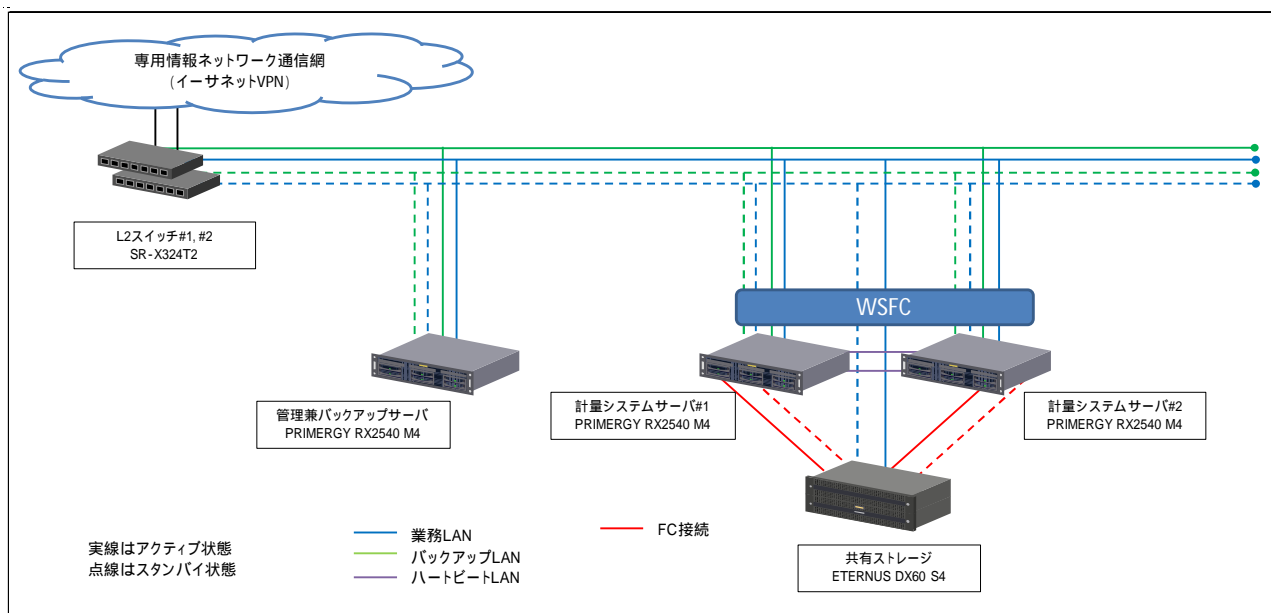 専用情報ネットワーク通信網
(イーサネットVPN)
L2スイッチ#1, #2
SR-X324T2
WSFC
管理兼バックアップサーバ
PRIMERGY RX2540 M4
計量システムサーバ#1
PRIMERGY RX2540 M4
計量システムサーバ#2
PRIMERGY RX2540 M4
実線はアクティブ状態
点線はスタンバイ状態
業務LAN
バックアップLAN
ハートビートLAN
FC接続
共有ストレージ
ETERNUS DX60 S4